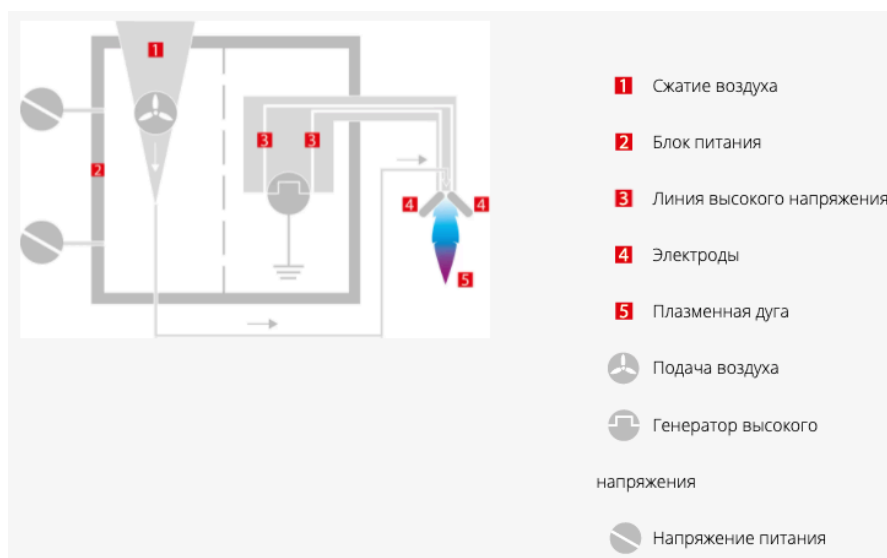 1
2
3
3
4
4
5
1 Сжатие воздуха
2 Блок питания
3 Линия высокого напряжения
4 Электроды
5 Плазменная дуга
Подача воздуха
Генератор высокого
напряжения
Напряжение питания